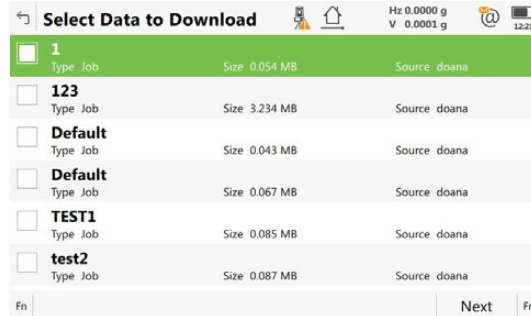 Select Data to Download Hz 0.0000 g
V 0.0001 g
1
Type Job Size 0.054 MB Source doana
123
Type Job Size 3.234 MB Source doana
Default
Type Job Size 0.043 MB Source doana
Default
Type Job Size 0.067 MB Source doana
TEST1
Type Job Size 0.085 MB Source doana
test2
Type Job Size 0.087 MB Source doana
Fn Next